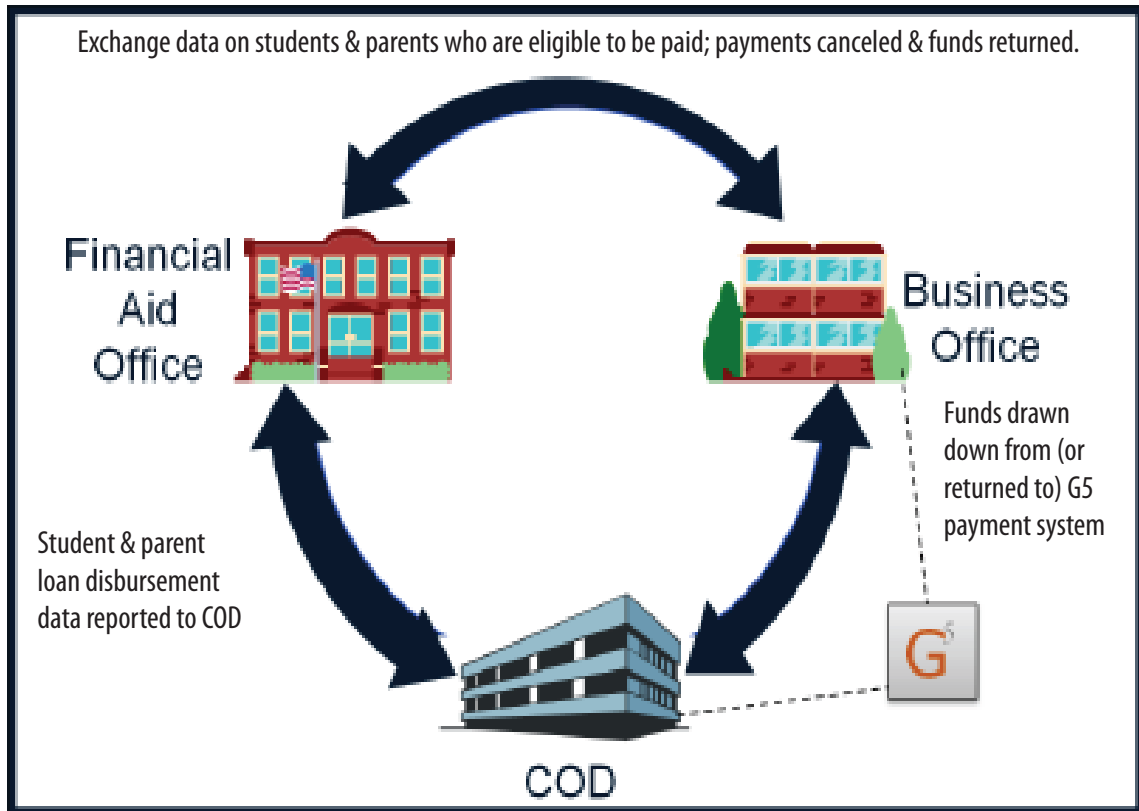 Exchange data on students & parents who are eligible to be paid; payments canceled & funds returned.
Financial
Aid
Office
Business
Office
Funds drawn
down from (or
returned to) G5
payment system
Student & parent
loan disbursement
data reported to COD
G5
COD